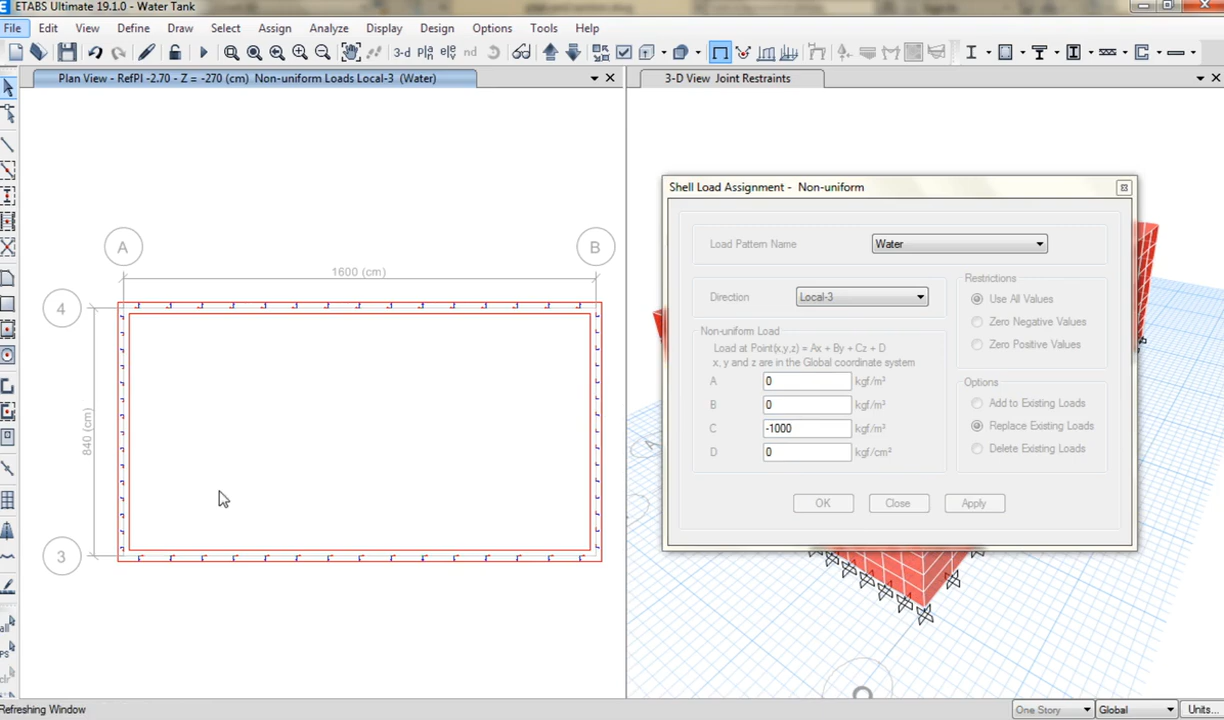 ETABS Ultimate 19.1.0 - Water Tank
File Edit View Define Draw Select Assign Analyze Display Design Options Tools Help
3-D nd
Plan View - RefPl -2.70 - Z = -270 (cm) Non-uniform Loads Local-3 (Water)
3-D View Joint Restraints
A
B
1600 (cm)
4
840 (cm)
3
Shell Load Assignment - Non-uniform
Load Pattern Name Water
Direction Local-3
Non-uniform Load
Load at Point(x,y,z) = Ax + By + Cz + D
x, y and z are in the Global coordinate system
A 0 kgf/m³
B 0 kgf/m³
C -1000 kgf/m³
D 0 kgf/cm²
Restrictions
Use All Values
Zero Negative Values
Zero Positive Values
Options
Add to Existing Loads
Replace Existing Loads
Delete Existing Loads
OK Close Apply
Refreshing Window
One Story Global Units...